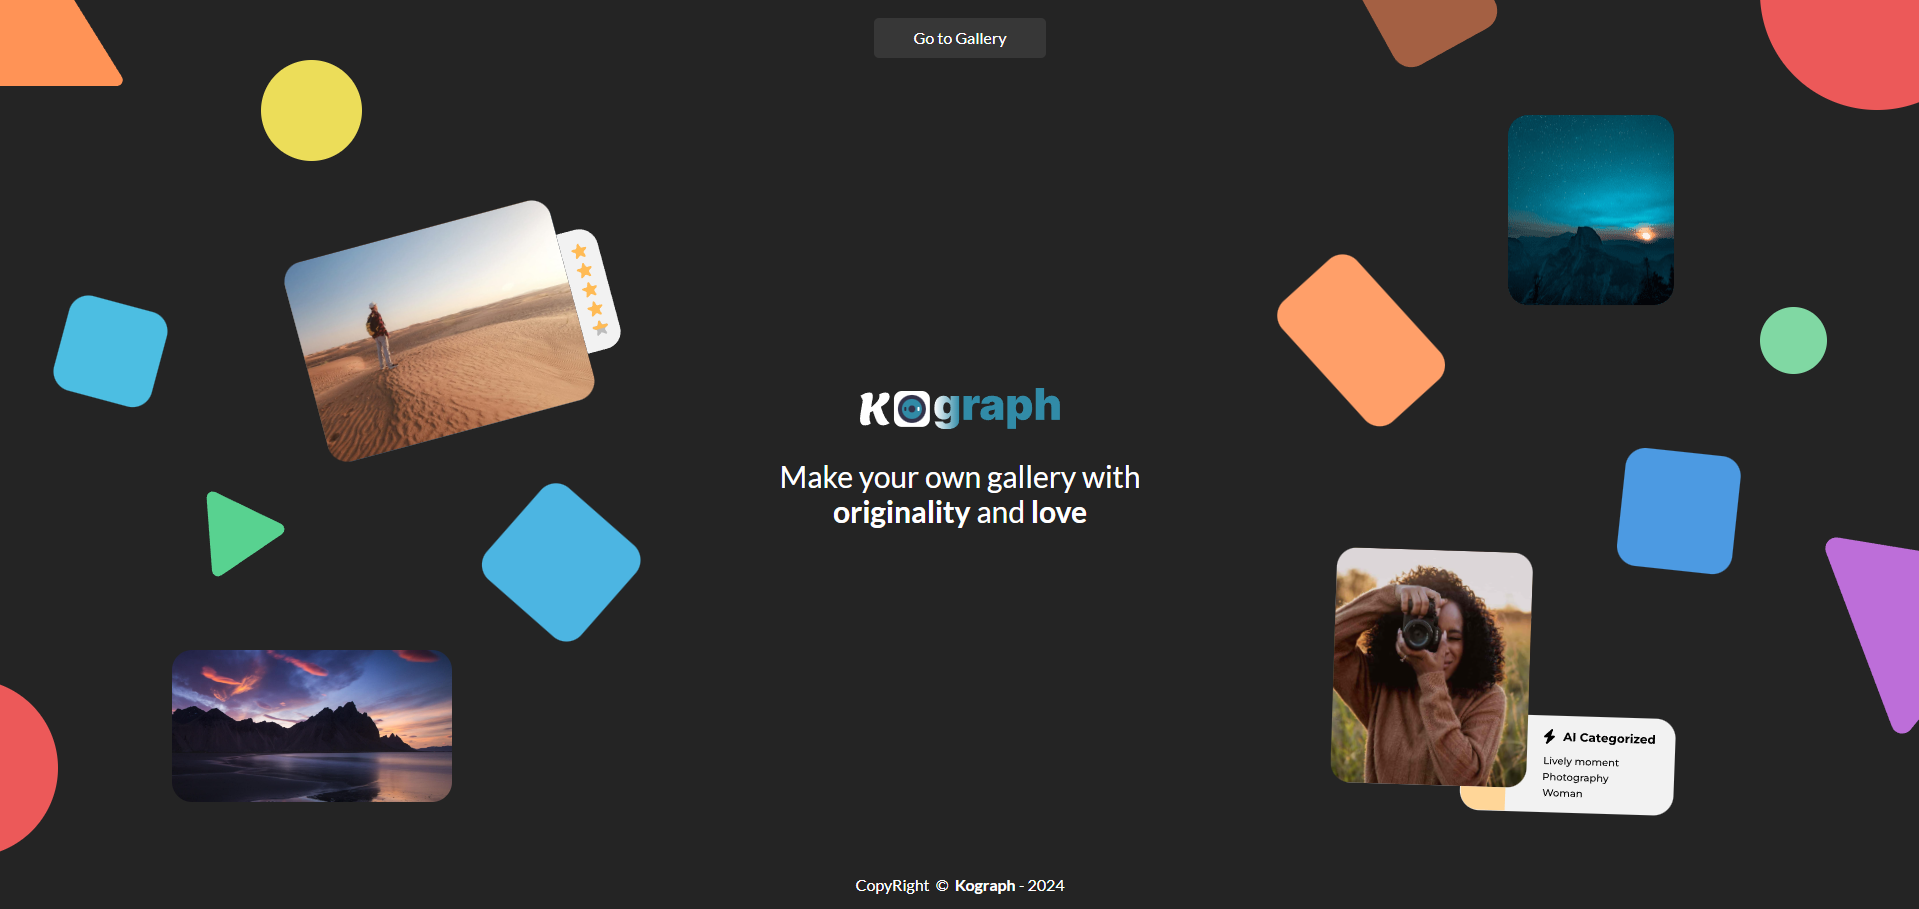 Go to Gallery
Kograph
Make your own gallery with
originality and love
AI Categorized
Lively moment
Photography
Woman
CopyRight © Kograph - 2024